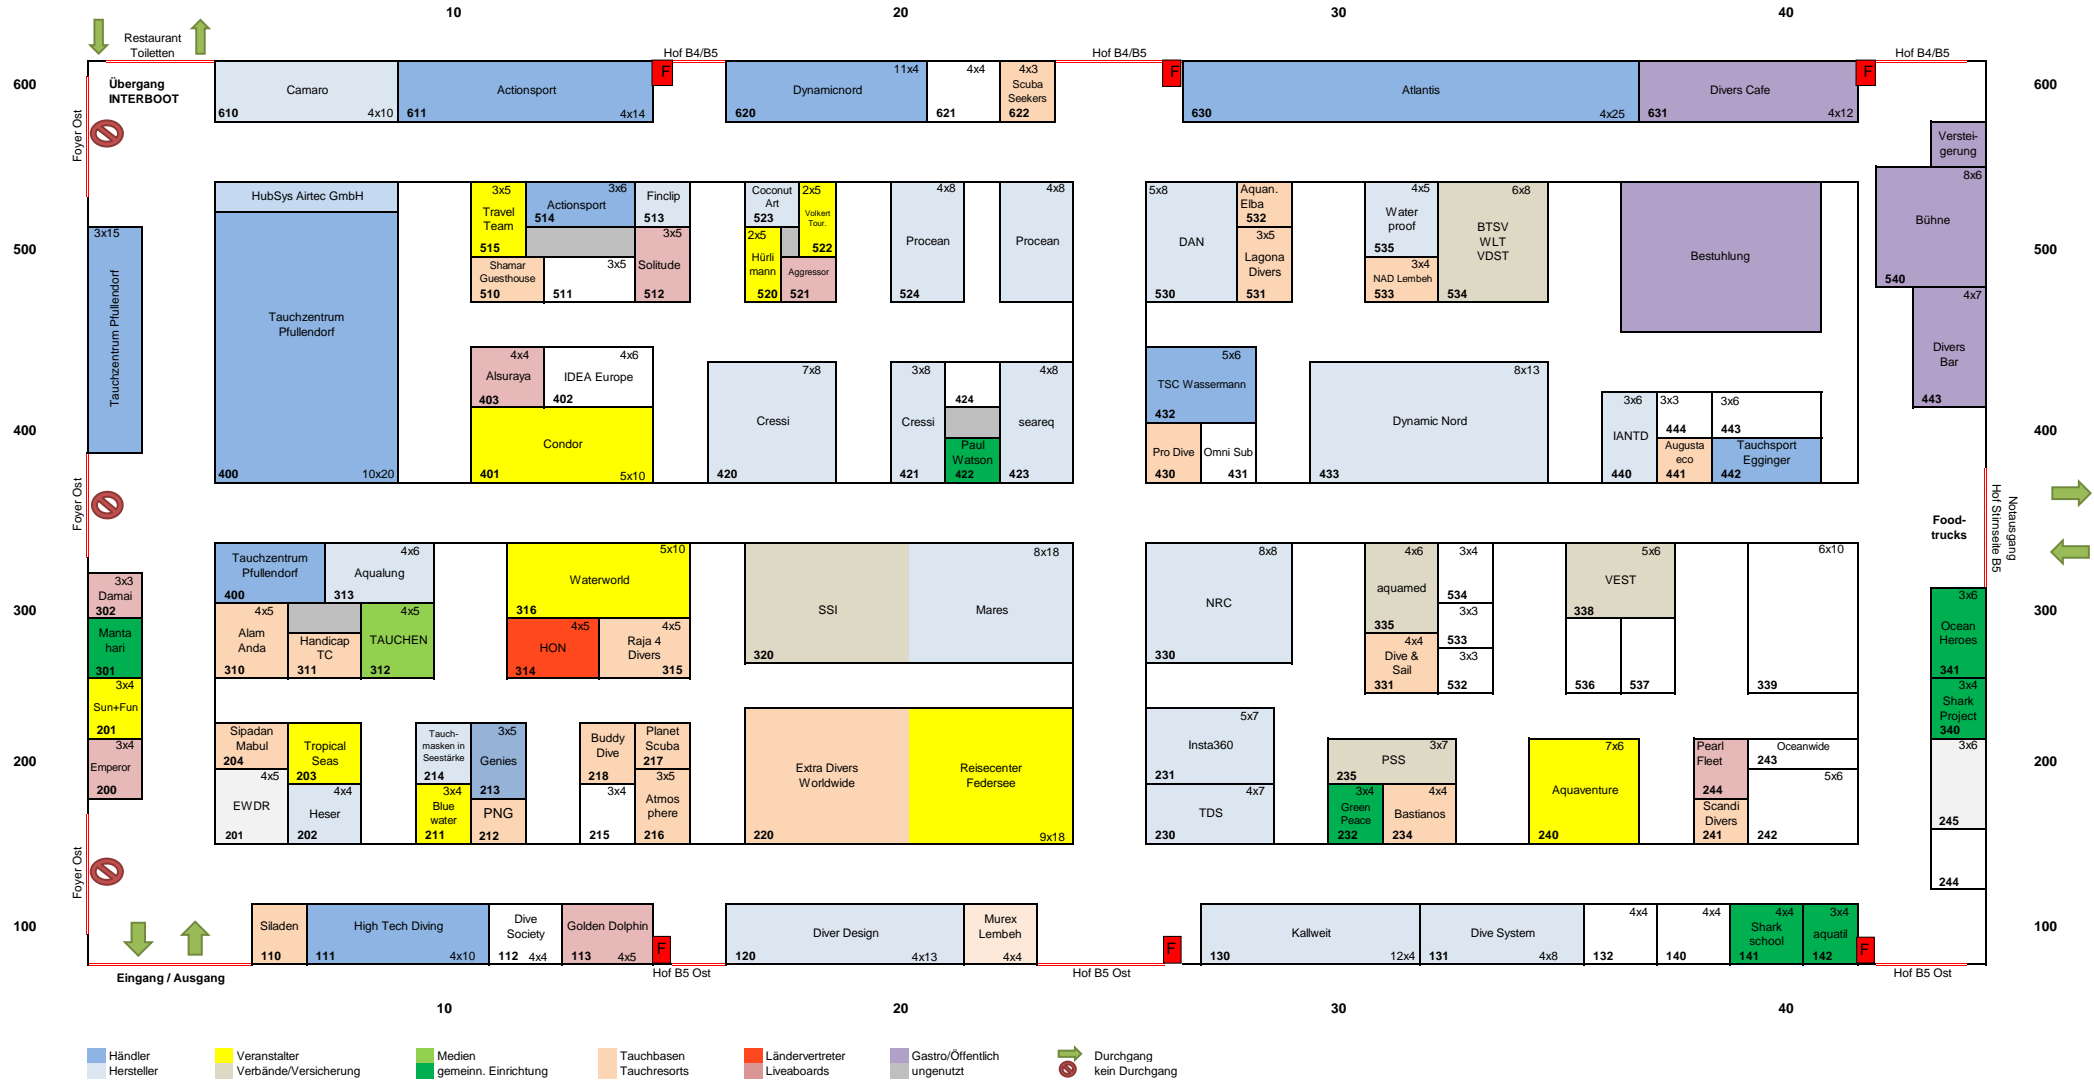 10
20
30
40
Restaurant
Toiletten
Hof B4/B5
Hof B4/B5
Hof B4/B5
600
Übergang
INTERBOOT
Camaro
610
4x10
Actionsport
611
4x14
F
11x4
Dynamicnord
620
4x4
621
4x3
Scuba
Seekers
622
F
Atlantis
630
4x25
Divers Cafe
631
4x12
F
600
Foyer Ost
Verstei-
gerung
8x6
Bühne
540
500
3x15
Tauchzentrum Pfullendorf
HubSys Airtec GmbH
Tauchzentrum
Pfullendorf
400
10x20
3x5
Travel
Team
515
3x6
Actionsport
514
Finclip
513
Shamar
Guesthouse
510
3x5
511
3x5
Solitude
512
Coconut
Art
523
2x5
Volkert
Tour.
522
2x5
Hürli
mann
520
Aggressor
521
4x8
Procean
524
4x8
Procean
5x8
DAN
530
Aquan.
Elba
532
3x5
Lagona
Divers
531
4x5
Water
proof
535
3x4
NAD Lembeh
533
6x8
BTSV
WLT
VDST
534
Bestuhlung
500
4x7
Divers
Bar
443
400
4x4
Alsuraya
403
4x6
IDEA Europe
402
Condor
401
5x10
7x8
Cressi
420
3x8
Cressi
421
424
Paul
Watson
422
4x8
seareq
423
5x6
TSC Wassermann
432
Pro Dive
430
Omni Sub
431
8x13
Dynamic Nord
433
3x6
IANTD
440
3x3
444
3x6
443
Augusta
eco
441
Tauchsport
Egginger
442
400
Foyer Ost
Food-
trucks
Notausgang
Hof Stirnseite B5
300
3x3
Damai
302
Manta
hari
301
3x4
Sun+Fun
201
3x4
Emperor
200
Tauchzentrum
Pfullendorf
400
4x6
Aqualung
313
4x5
Alam
Anda
310
Handicap
TC
311
4x5
TAUCHEN
312
5x10
Waterworld
316
4x5
HON
314
4x5
Raja 4
Divers
315
SSI
320
8x18
Mares
8x8
NRC
330
4x6
aquamed
335
4x4
Dive &
Sail
331
3x4
534
3x3
533
3x3
532
5x6
VEST
338
536
537
6x10
339
3x6
Ocean
Heroes
341
3x4
Shark
Project
340
300
200
Sipadan
Mabul
204
Tropical
Seas
203
4x5
EWDR
201
4x4
Heser
202
Tauch-
masken in
Seestärke
214
3x5
Genies
213
3x4
Blue
water
211
PNG
212
Buddy
Dive
218
Planet
Scuba
217
3x4
215
3x5
Atmos
phere
216
Extra Divers
Worldwide
220
Reisecenter
Federsee
9x18
5x7
Insta360
231
4x7
TDS
230
3x7
PSS
235
3x4
Green
Peace
232
4x4
Bastianos
234
7x6
Aquaventure
240
Pearl
Fleet
244
Oceanwide
243
Scandi
Divers
241
5x6
242
3x6
245
244
200
Foyer Ost
100
Eingang / Ausgang
Siladen
110
High Tech Diving
111
4x10
Dive
Society
112
4x4
Golden Dolphin
113
4x5
F
Hof B5 Ost
Diver Design
120
4x13
Murex
Lembeh
4x4
Hof B5 Ost
F
Kallweit
130
12x4
Dive System
131
4x8
4x4
132
4x4
140
4x4
Shark
school
141
3x4
aquatil
142
F
Hof B5 Ost
100
10
20
30
40
Händler
Hersteller
Veranstalter
Verbände/Versicherung
Medien
gemeinn. Einrichtung
Tauchbasen
Tauchresorts
Ländervertreter
Liveaboards
Gastro/Öffentlich
ungenutzt
Durchgang
kein Durchgang